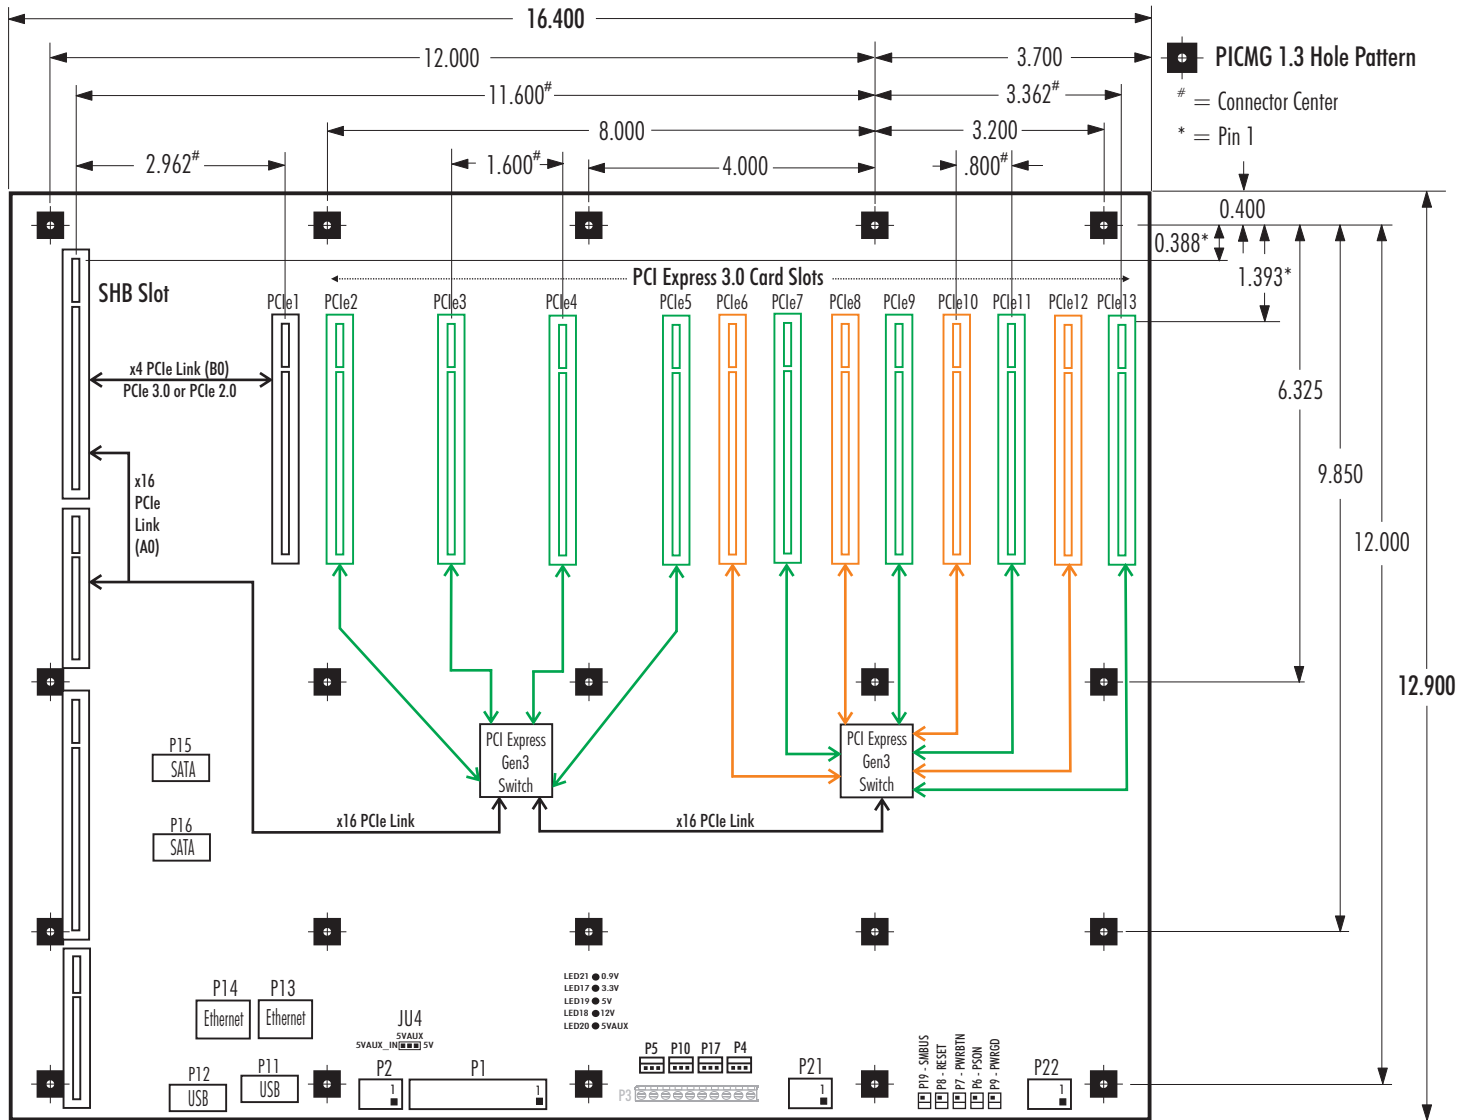 16.400
12.000
3.700
PICMG 1.3 Hole Pattern
11.600#
3.362#
# = Connector Center
8.000
3.200
* = Pin 1
2.962#
1.600#
4.000
.800#
0.400
0.388*
1.393*
SHB Slot
PCI Express 3.0 Card Slots
PCIe1
PCIe2
PCIe3
PCIe4
PCIe5
PCIe6
PCIe7
PCIe8
PCIe9
PCIe10
PCIe11
PCIe12
PCIe13
x4 PCIe Link (B0)
PCIe 3.0 or PCIe 2.0
6.325
x16
PCIe
Link
(A0)
9.850
12.000
12.900
PCI Express
Gen3
Switch
PCI Express
Gen3
Switch
P15
SATA
x16 PCIe Link
x16 PCIe Link
P16
SATA
LED21 0.9V
LED17 3.3V
LED19 5V
LED18 12V
LED20 5VAUX
P14
Ethernet
P13
Ethernet
JU4
5VAUX
5VAUX_IN 5V
P12
USB
P11
USB
P2
1
P1
1
P5
P10
P17
P4
P3
P21
1
P19 - SMBUS
P8 - RESET
P7 - PWRBTN
P6 - PSON
P9 - PWRGD
P22
1